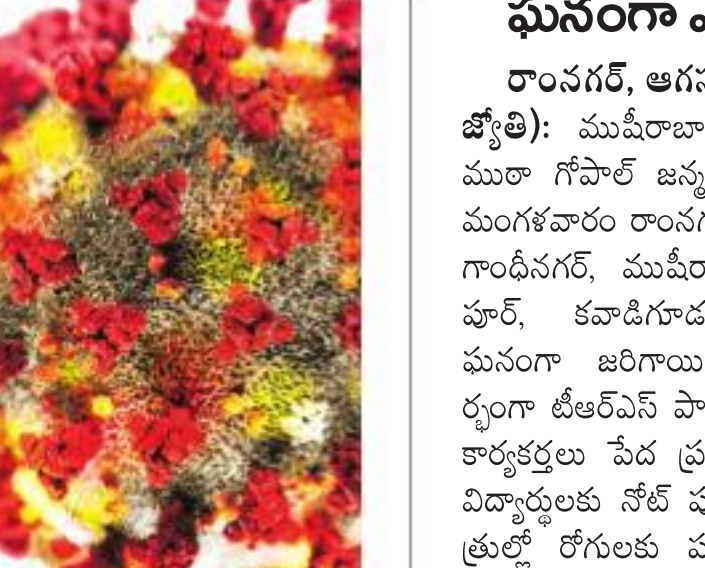 ఘనంగా
రాంనగర్, ఆగస
జ్యోతి): ముషీరాబా
ముఠా గోపాల్ జన్మ
మంగళవారం రాంనగ
గాంధీనగర్, ముషీరా
పూర్, కవాడిగూడ
ఘనంగా జరిగాయి
ర్భంగా టీఆర్ఎస్ పా
కార్యకర్తలు పేద ప్ర
విద్యార్థులకు నోట్ పు
త్రుల్లో రోగులకు ప